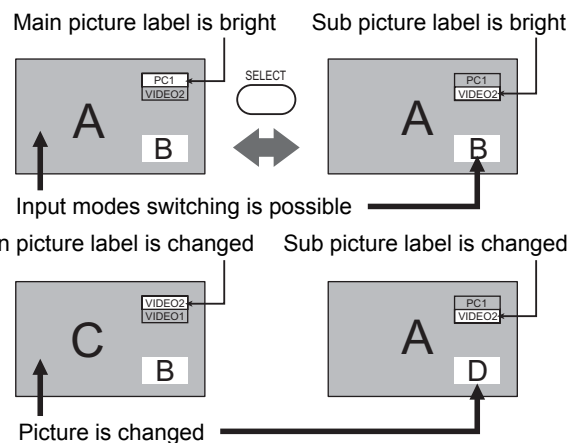 Main picture label is bright
Sub picture label is bright
PC1
VIDEO2
A
B
SELECT
PC1
VIDEO2
A
B
Input modes switching is possible
n picture label is changed
Sub picture label is changed
VIDEO2
VIDEO1
C
B
PC1
VIDEO2
A
D
Picture is changed